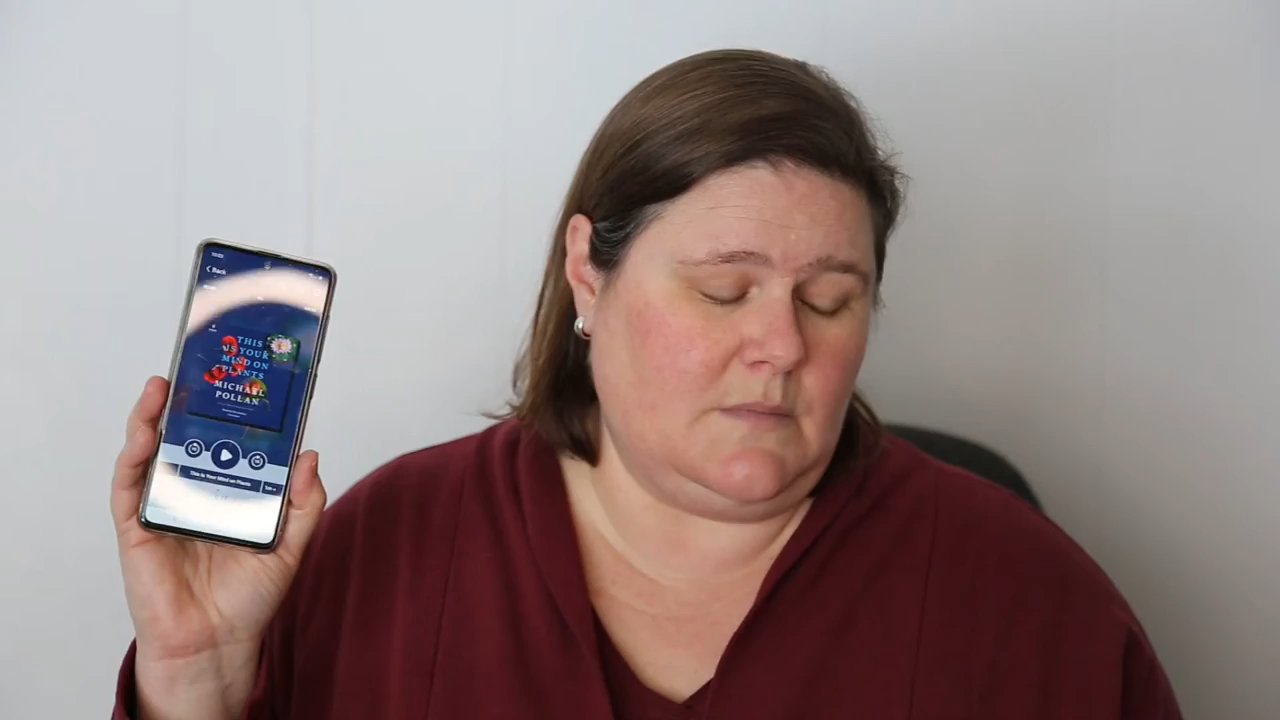 Back
THIS
IS YOUR
MIND ON
PLANTS
MICHAEL
POLLAN
This Is Your Mind on Plants